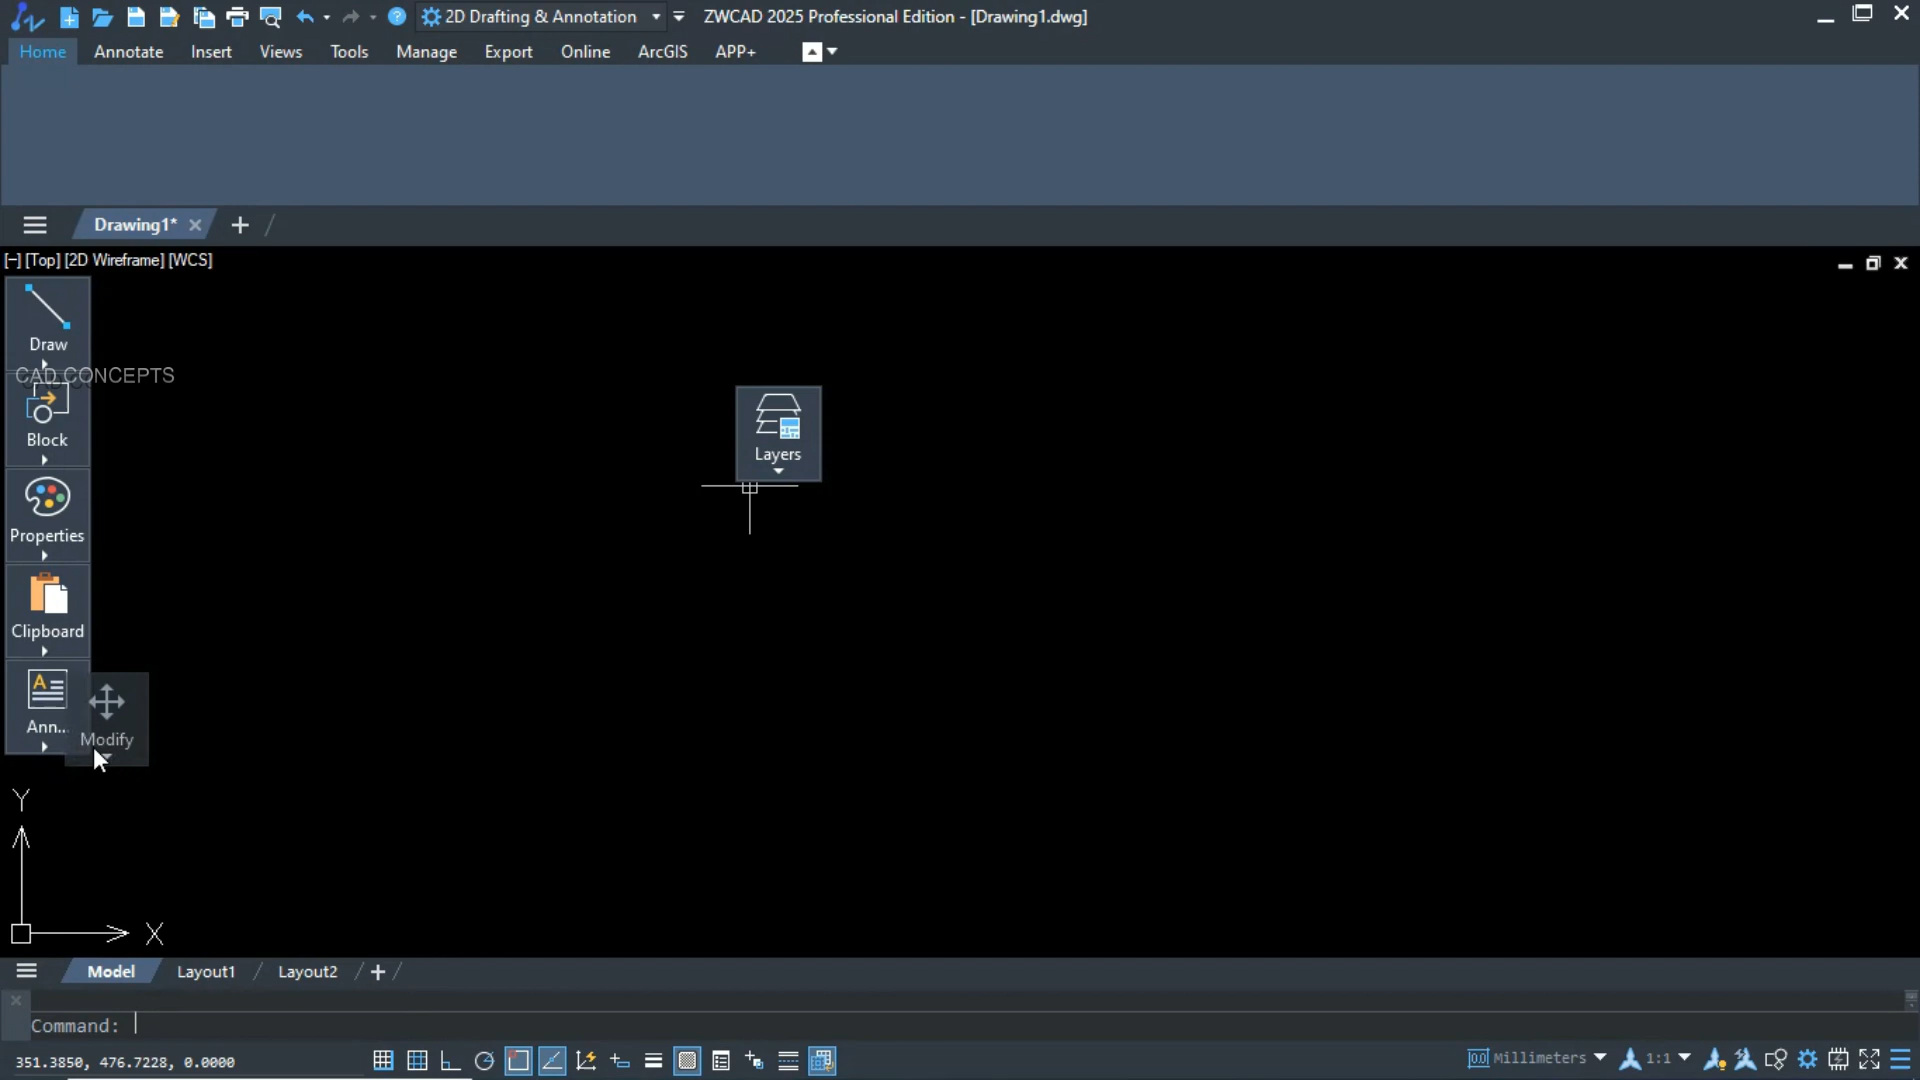 2D Drafting & Annotation ZWCAD 2025 Professional Edition - [Drawing1.dwg]
Home Annotate Insert Views Tools Manage Export Online ArcGIS APP+
Drawing1*
[−] [Top] [2D Wireframe] [WCS]
Draw
CAD CONCEPTS
Block
Layers
Properties
Clipboard
Ann...
Modify
Y
X
Model Layout1 Layout2
Command:
351.3850, 476.7228, 0.0000 Millimeters 1:1